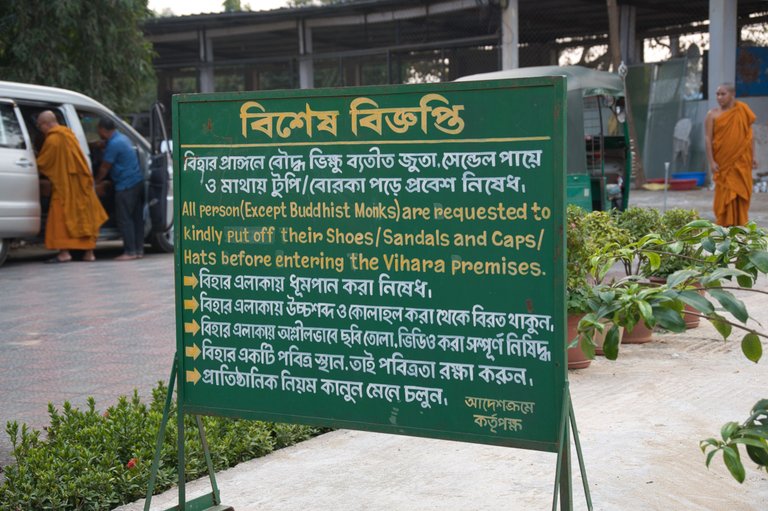 বিশেষ বিজ্ঞপ্তি
বিহার প্রাঙ্গনে বৌদ্ধ ভিক্ষু ব্যতীত জুতা, সেন্ডেল পায়ে
ও মাথায় টুপি/বোরকা পড়ে প্রবেশ নিষেধ।
All person(Except Buddhist Monks) are requested to
kindly put off their Shoes/Sandals and Caps/
Hats before entering the Vihara premises.
বিহার এলাকায় ধূমপান করা নিষেধ।
বিহার এলাকায় উচ্চশব্দ ও কোলাহল করা থেকে বিরত থাকুন,
বিহার এলাকায় অশ্লীলভাবে ছবি তোলা, ভিডিও করা সম্পূর্ণ নিষিদ্ধ
বিহার একটি পবিত্র স্থান, তাই পবিত্রতা রক্ষা করুন,
প্রাতিষ্ঠানিক নিয়ম কানুন মেনে চলুন,
আদেশক্রমে
কর্তৃপক্ষ